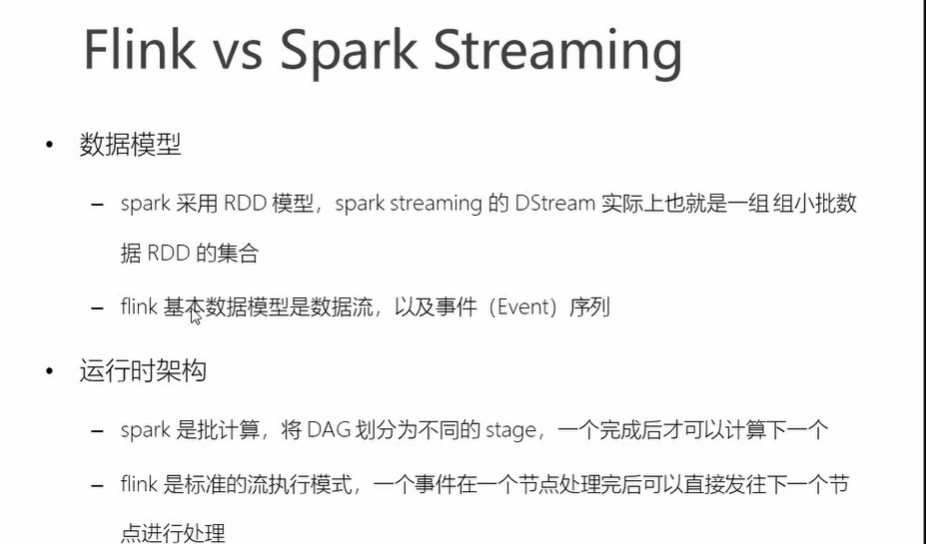 Flink vs Spark Streaming
• 数据模型
– spark 采用 RDD 模型，spark streaming 的 DStream 实际上也就是一组组小批数
据 RDD 的集合
– flink 基本数据模型是数据流，以及事件（Event）序列
• 运行时架构
– spark 是批计算，将 DAG 划分为不同的 stage，一个完成后才可以计算下一个
– flink 是标准的流执行模式，一个事件在一个节点处理完后可以直接发往下一个节
点进行处理